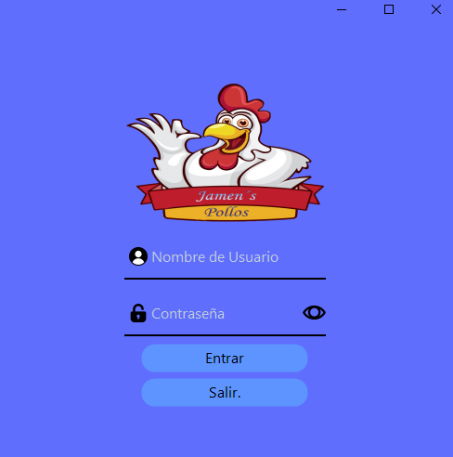 Jamen´s
Pollos
Nombre de Usuario
Contraseña
Entrar
Salir.